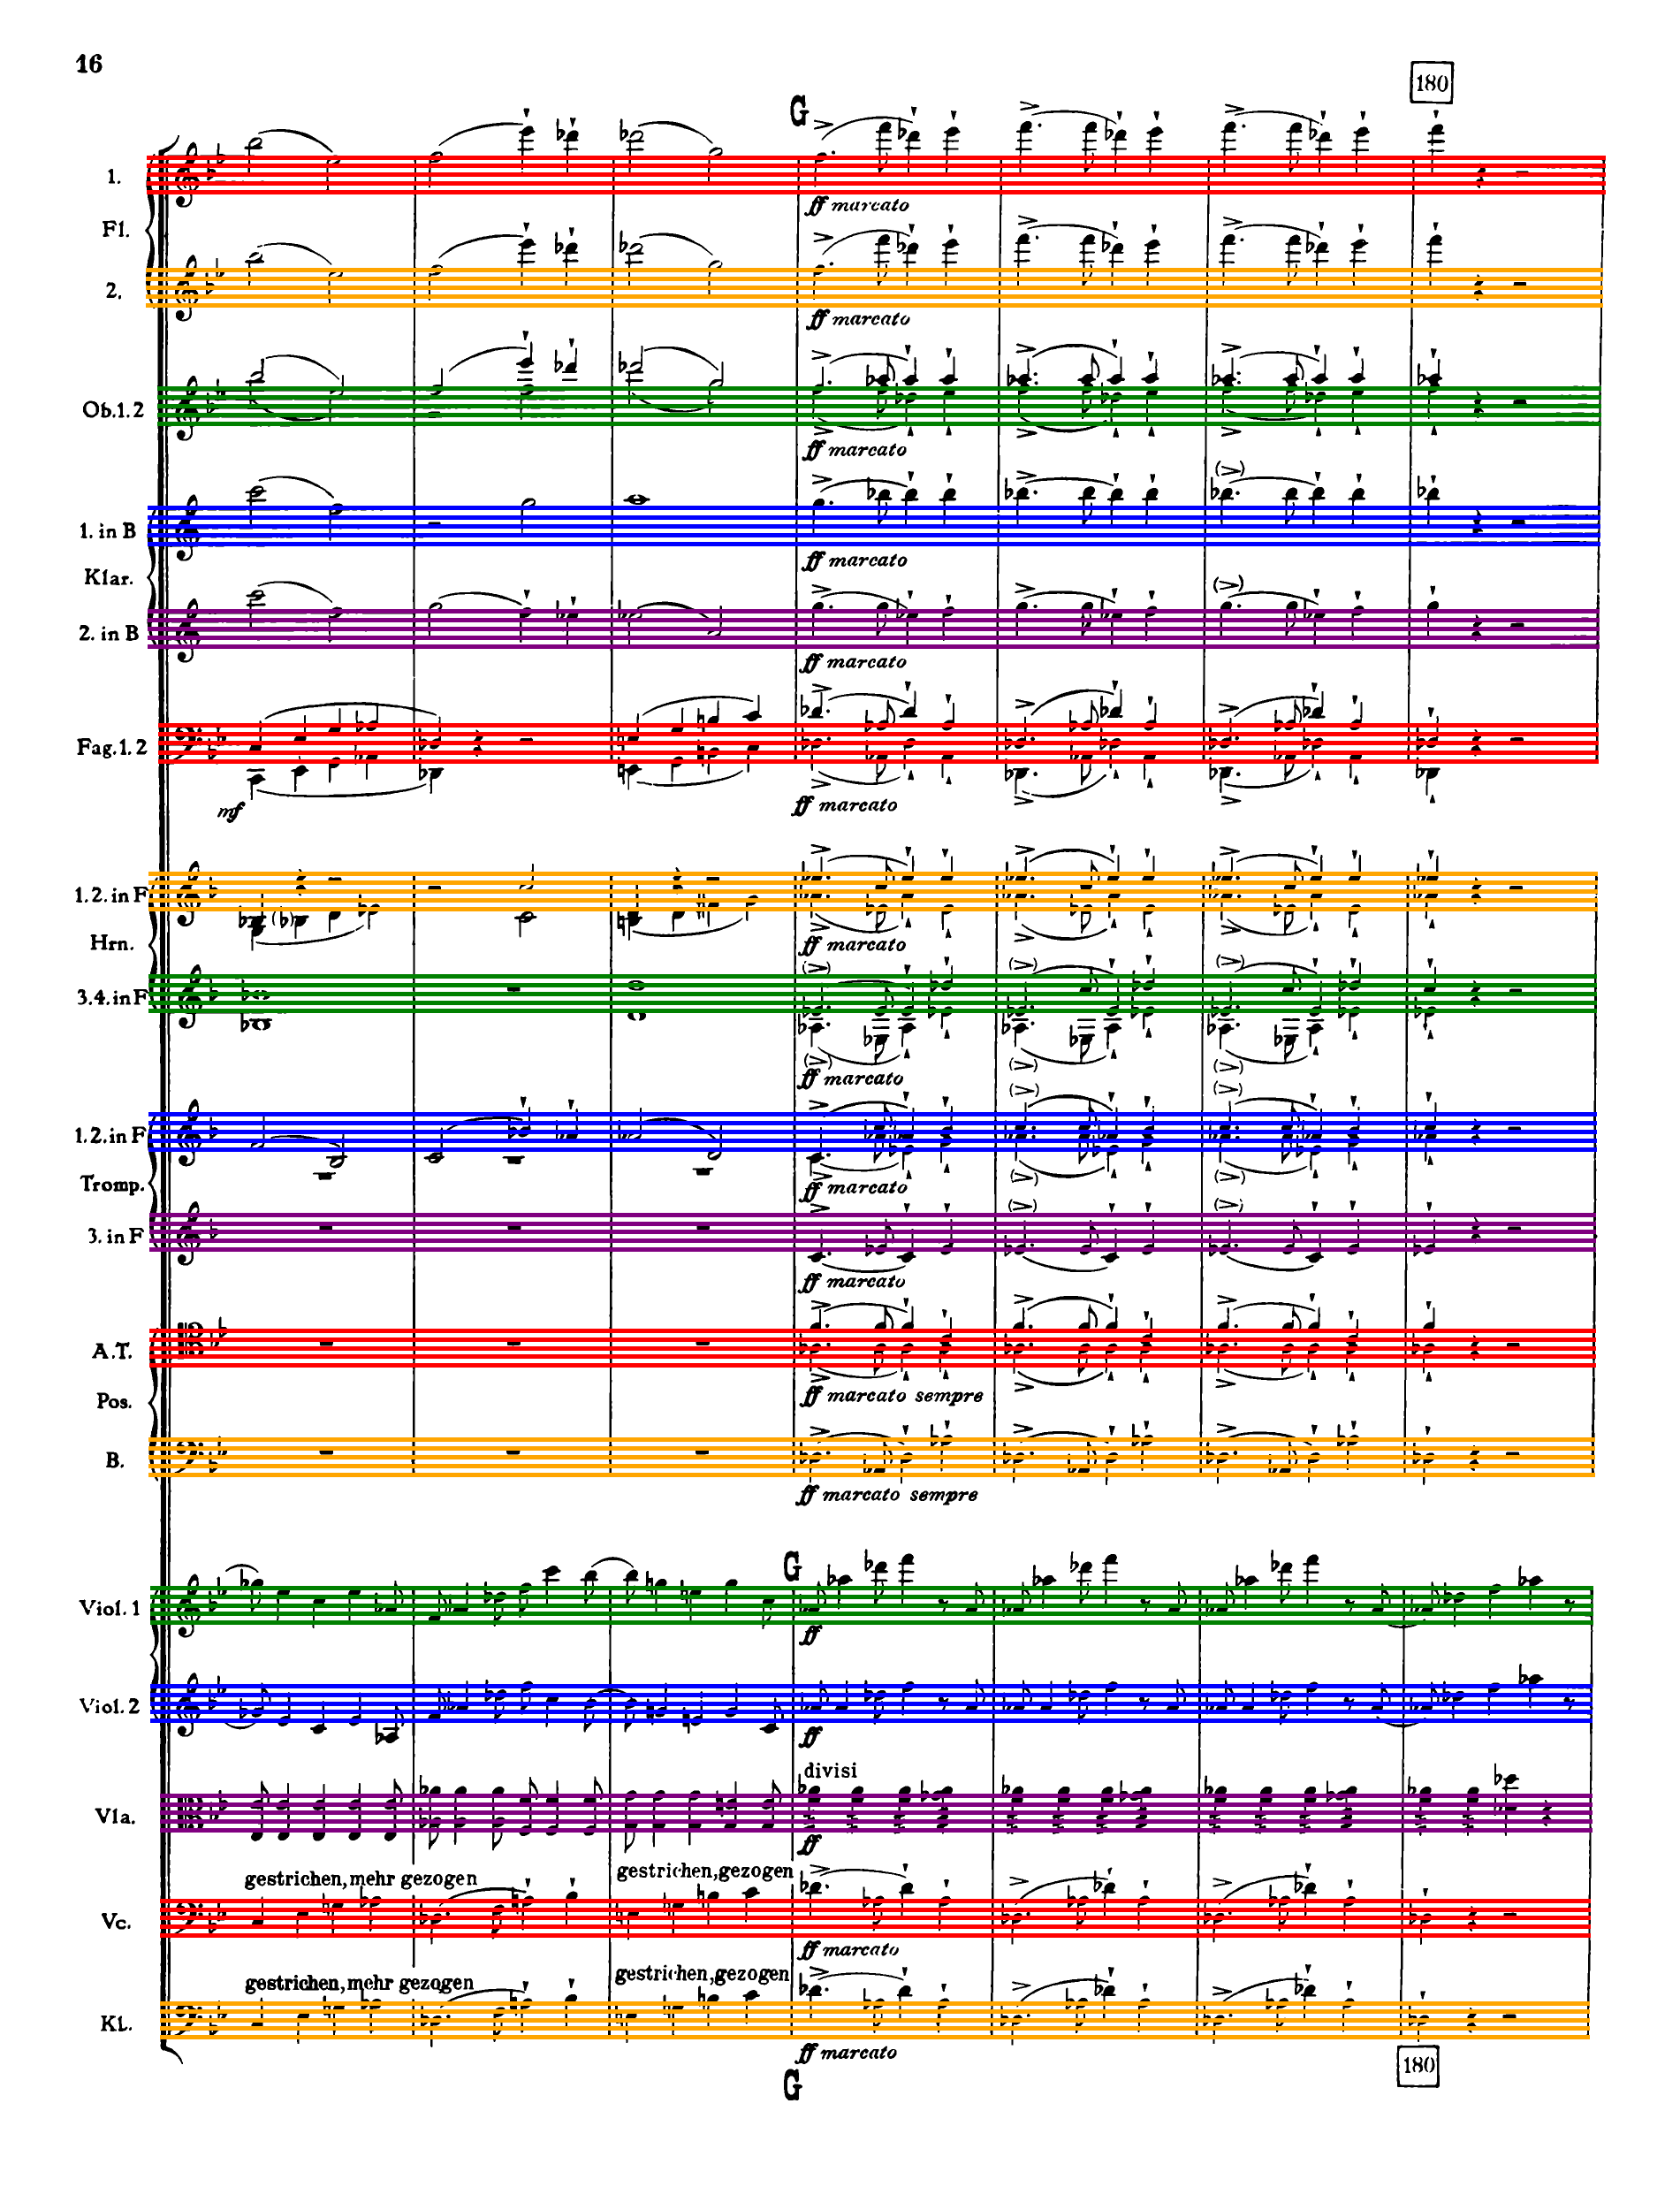 16
180
G
1.
ff marcato
Fl.
2.
ff marcato
Ob.1.2
ff marcato
1. in B
ff marcato
Klar.
2. in B
ff marcato
Fag.1.2
mf
ff marcato
1.2. in F
ff marcato
Hrn.
3.4. in F
ff marcato
1.2. in F
ff marcato
Tromp.
3. in F
ff marcato
A.T.
ff marcato sempre
Pos.
B.
ff marcato sempre
G
Viol. 1
ff
Viol. 2
ff
divisi
Vla.
ff
gestrichen, mehr gezogen
gestrichen, gezogen
Vc.
ff marcato
gestrichen, mehr gezogen
gestrichen, gezogen
Kl.
ff marcato
G
180